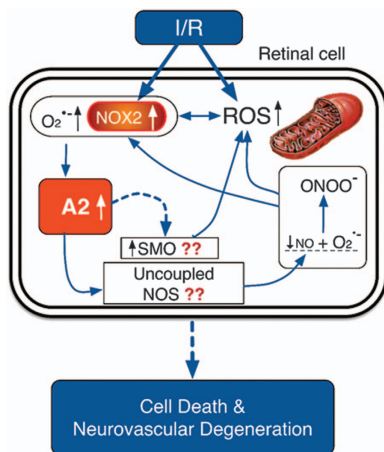 I/R
Retinal cell
O₂•- ↑ NOX2 ↑ ROS ↑
A2 ↑
ONOO⁻
↓NO + O₂•-
↑SMO ??
Uncoupled
NOS ??
Cell Death &
Neurovascular Degeneration